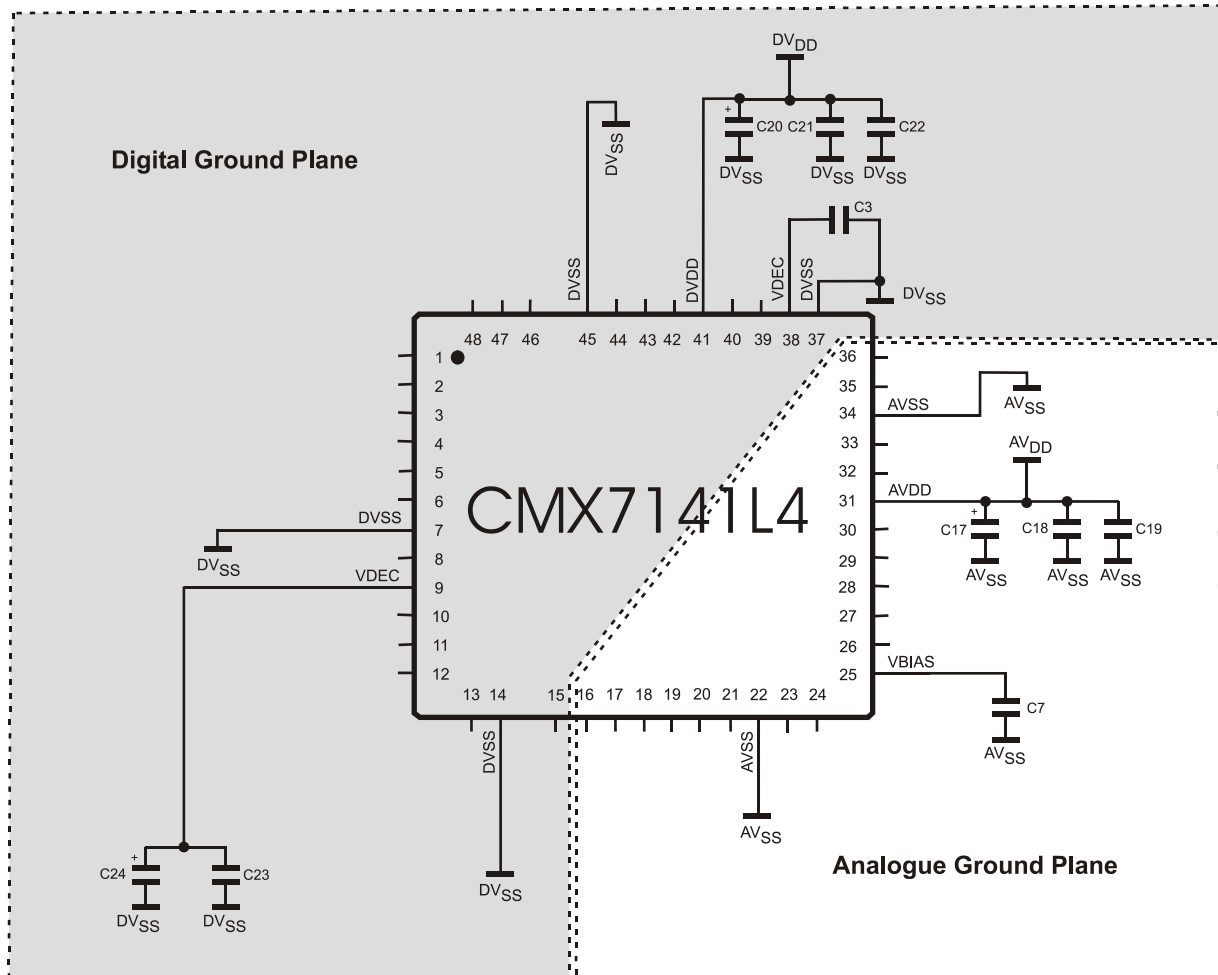 DVDD
+
C20
C21
C22
DVSS
DVSS
DVSS
DVSS
Digital Ground Plane
C3
DVSS
DVDD
VDEC
DVSS
DVSS
48 47 46 45 44 43 42 41 40 39 38 37
1
2
3
4
5
6
7
8
9
10
11
12
36
35
34
33
32
31
30
29
28
27
26
25
CMX7141L4
13 14 15 16 17 18 19 20 21 22 23 24
AVSS
AVSS
AVDD
AVDD
+
C17
C18
C19
AVSS
AVSS
AVSS
DVSS
DVSS
VDEC
VBIAS
C7
AVSS
DVSS
AVSS
AVSS
DVSS
+
C24
C23
DVSS
DVSS
Analogue Ground Plane